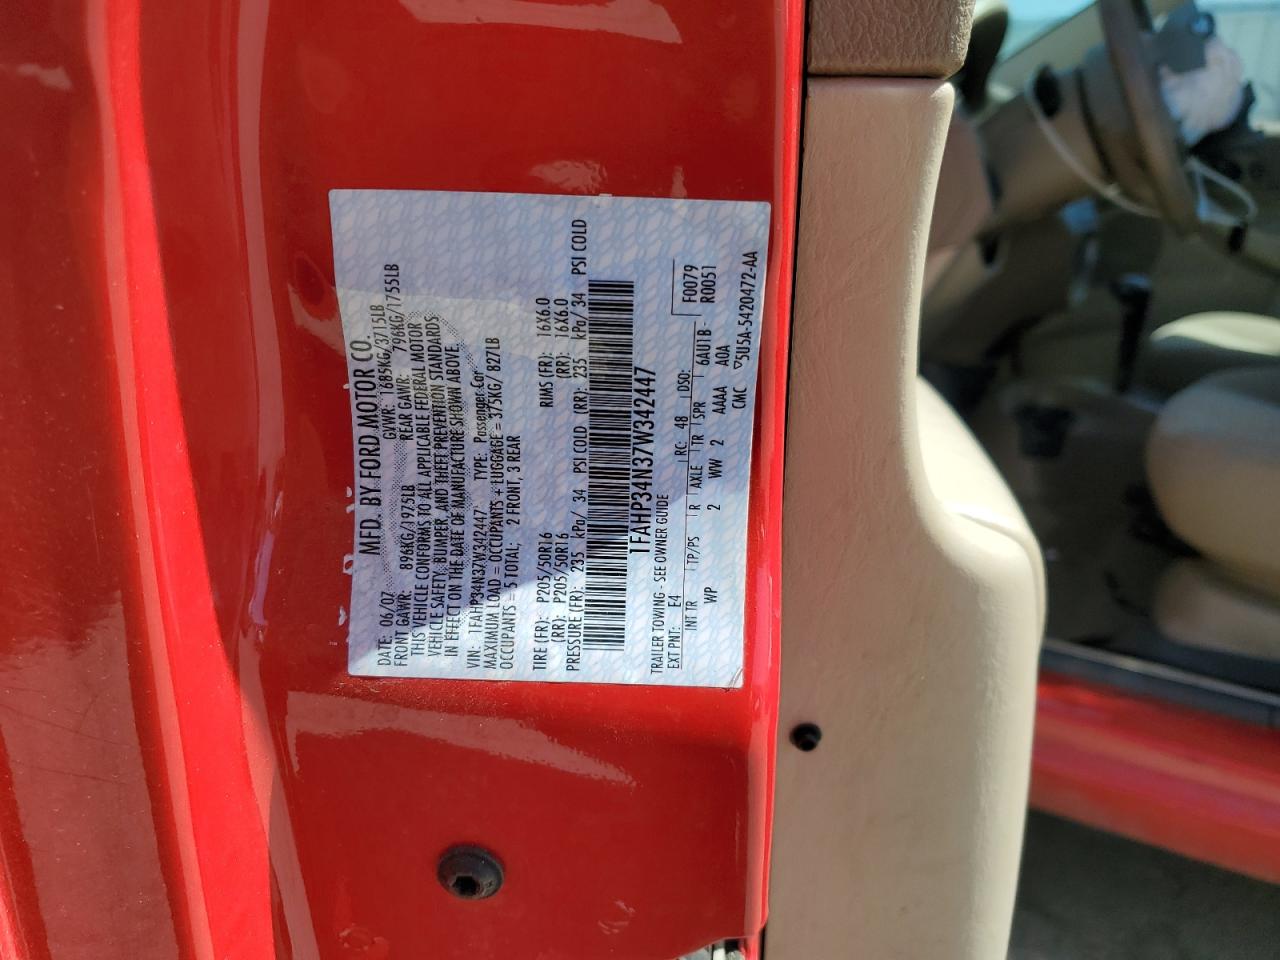 MFD. BY FORD MOTOR CO.
DATE: 06/07 GVWR: 1685KG/3715LB
FRONT GAWR: 896KG/1975LB REAR GAWR: 796KG/1755LB
THIS VEHICLE CONFORMS TO ALL APPLICABLE FEDERAL MOTOR
VEHICLE SAFETY, BUMPER, AND THEFT PREVENTION STANDARDS
IN EFFECT ON THE DATE OF MANUFACTURE SHOWN ABOVE.
VIN: 1FAHP34N37W342447 TYPE: Passenger Car
MAXIMUM LOAD = OCCUPANTS + LUGGAGE = 375KG/ 827LB
OCCUPANTS = 5 TOTAL; 2 FRONT, 3 REAR
TIRE (FR): P205/50R16 RIMS (FR): 16X6.0
(RR): P205/50R16 (RR): 16X6.0
PRESSURE (FR): 235 kPa/ 34 PSI COLD (RR): 235 kPa/ 34 PSI COLD
1FAHP34N37W342447
TRAILER TOWING - SEE OWNER GUIDE F0079
EXT PNT: E4 RC: 48 DSO: R0051
INT TR TP/PS R AXLE TR SPR 6AU1B
WP 2 WW 2 AAAA A0A
CMC ▽5U5A-5420472-AA